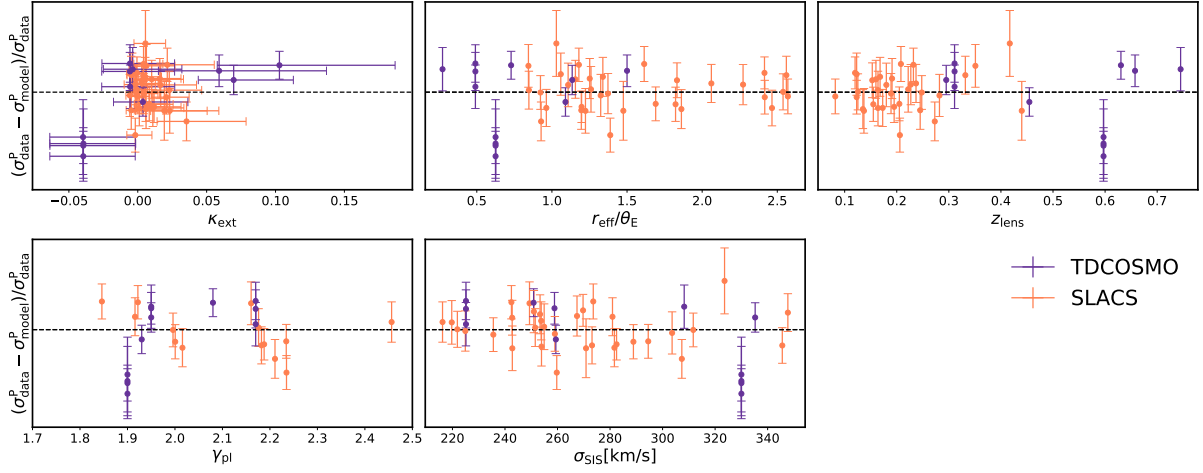 (σ^P_data − σ^P_model)/σ^P_data
−0.05 0.00 0.05 0.10 0.15
κ_ext
0.5 1.0 1.5 2.0 2.5
r_eff/θ_E
0.1 0.2 0.3 0.4 0.5 0.6 0.7
z_lens
(σ^P_data − σ^P_model)/σ^P_data
1.7 1.8 1.9 2.0 2.1 2.2 2.3 2.4 2.5
γ_pl
220 240 260 280 300 320 340
σ_SIS[km/s]
TDCOSMO
SLACS